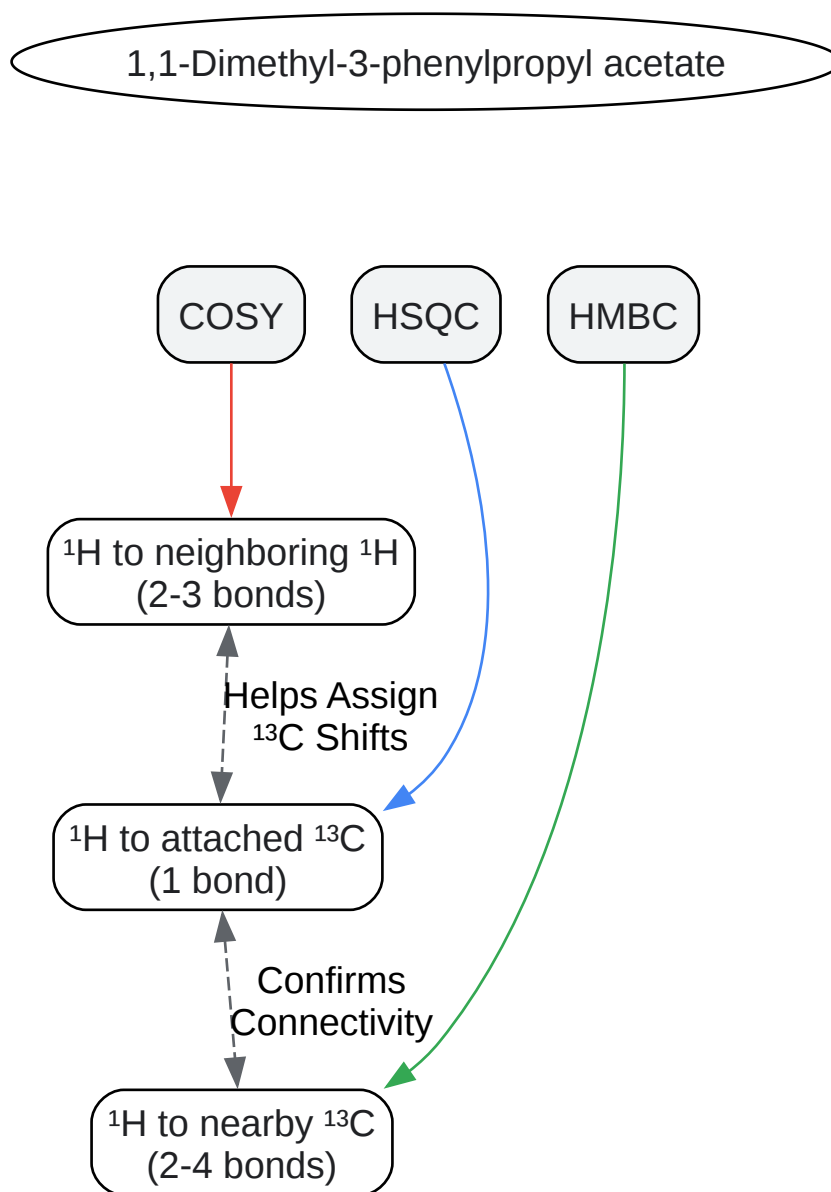 1,1-Dimethyl-3-phenylpropyl acetate
COSY
HSQC
HMBC
¹H to neighboring ¹H
(2-3 bonds)
Helps Assign
¹³C Shifts
¹H to attached ¹³C
(1 bond)
Confirms
Connectivity
¹H to nearby ¹³C
(2-4 bonds)